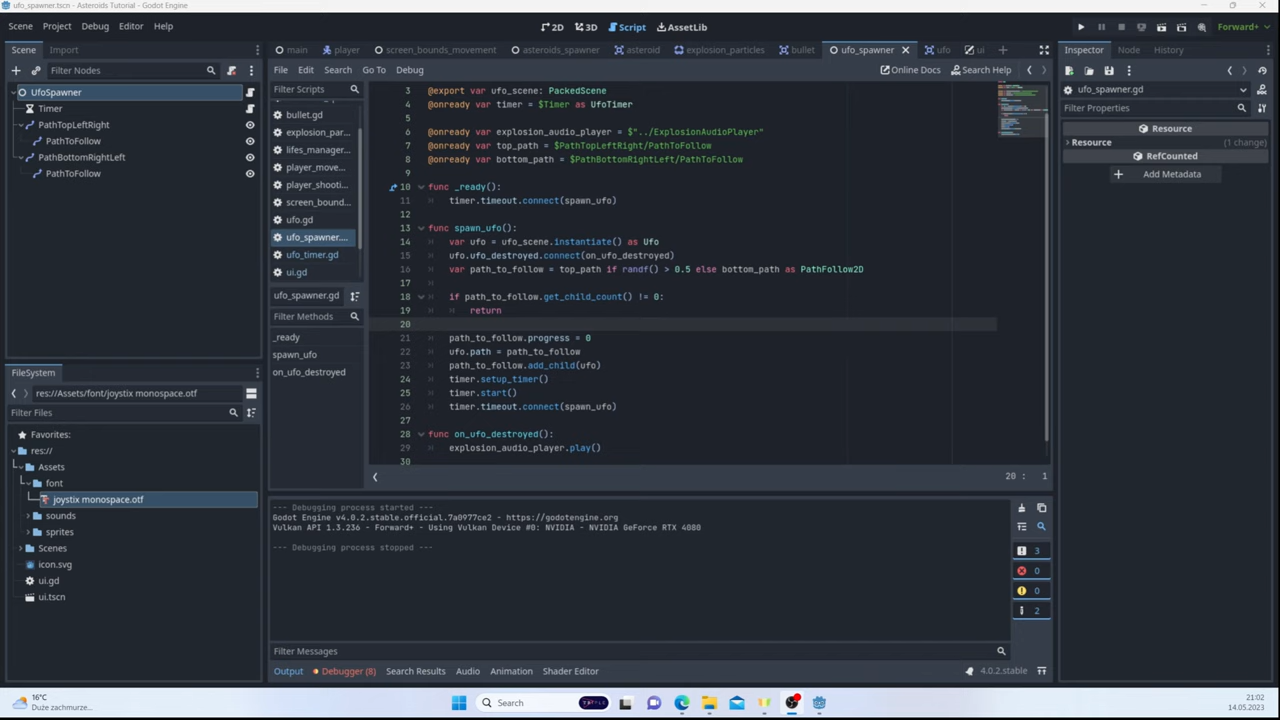 ufo_spawner.tscn - Asteroids Tutorial - Godot Engine
Scene Project Debug Editor Help
2D 3D Script AssetLib
Forward+
Scene Import
main player screen_bounds_movement asteroids_spawner asteroid explosion_particles bullet ufo_spawner ufo ui
Inspector Node History
Filter Nodes
File Edit Search Go To Debug
Online Docs Search Help
UfoSpawner
Timer
PathTopLeftRight
PathToFollow
PathBottomRightLeft
PathToFollow
Filter Scripts
bullet.gd
explosion_par...
lifes_manager...
player_move...
player_shooti...
screen_bound...
ufo.gd
ufo_spawner....
ufo_timer.gd
ui.gd
ufo_spawner.gd
Filter Methods
_ready
spawn_ufo
on_ufo_destroyed
3 @export var ufo_scene: PackedScene
4 @onready var timer = $Timer as UfoTimer
5
6 @onready var explosion_audio_player = $"../ExplosionAudioPlayer"
7 @onready var top_path = $PathTopLeftRight/PathToFollow
8 @onready var bottom_path = $PathBottomRightLeft/PathToFollow
9
10 func _ready():
11 timer.timeout.connect(spawn_ufo)
12
13 func spawn_ufo():
14 var ufo = ufo_scene.instantiate() as Ufo
15 ufo.ufo_destroyed.connect(on_ufo_destroyed)
16 var path_to_follow = top_path if randf() > 0.5 else bottom_path as PathFollow2D
17
18 if path_to_follow.get_child_count() != 0:
19 return
20
21 path_to_follow.progress = 0
22 ufo.path = path_to_follow
23 path_to_follow.add_child(ufo)
24 timer.setup_timer()
25 timer.start()
26 timer.timeout.connect(spawn_ufo)
27
28 func on_ufo_destroyed():
29 explosion_audio_player.play()
30
20 : 1
ufo_spawner.gd
Filter Properties
Resource
Resource (1 change)
RefCounted
Add Metadata
FileSystem
res://Assets/font/joystix monospace.otf
Filter Files
Favorites:
res://
Assets
font
joystix monospace.otf
sounds
sprites
Scenes
icon.svg
ui.gd
ui.tscn
--- Debugging process started ---
Godot Engine v4.0.2.stable.official.7a0977ce2 - https://godotengine.org
Vulkan API 1.3.236 - Forward+ - Using Vulkan Device #0: NVIDIA - NVIDIA GeForce RTX 4080
--- Debugging process stopped ---
3
0
0
2
Filter Messages
Output Debugger (8) Search Results Audio Animation Shader Editor
4.0.2.stable
16°C
Duże zachmurze...
Search
21:02
14.05.2023